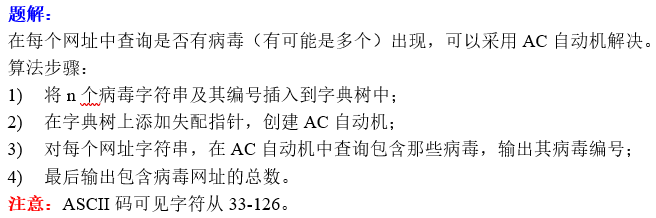 题解：
在每个网址中查询是否有病毒（有可能是多个）出现，可以采用 AC 自动机解决。
算法步骤：
1) 将 n 个病毒字符串及其编号插入到字典树中；
2) 在字典树上添加失配指针，创建 AC 自动机；
3) 对每个网址字符串，在 AC 自动机中查询包含那些病毒，输出其病毒编号；
4) 最后输出包含病毒网址的总数。
注意：ASCII 码可见字符从 33-126。